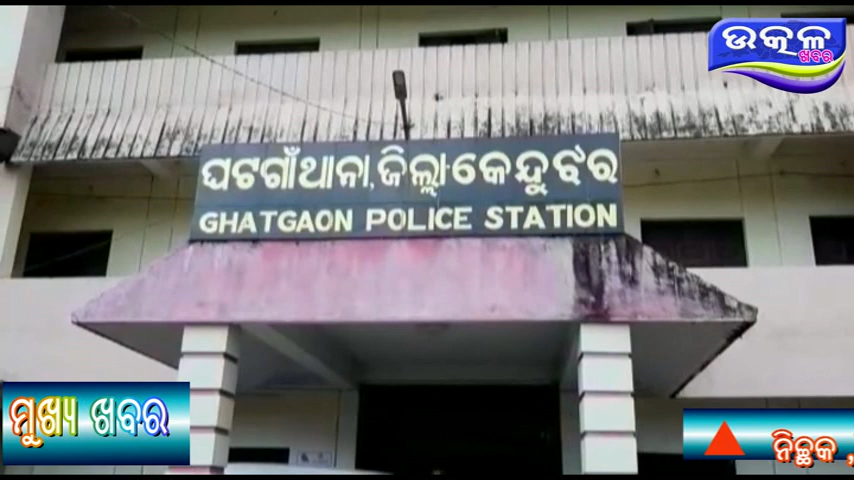 ଉତ୍କଳ
ଖବର
ଘଟଗାଁଥାନା,ଜିଲ୍ଲା-କେନ୍ଦୁଝର
GHATGAON POLICE STATION
ମୁଖ୍ୟ ଖବର
ନିଚ୍ଛକ,